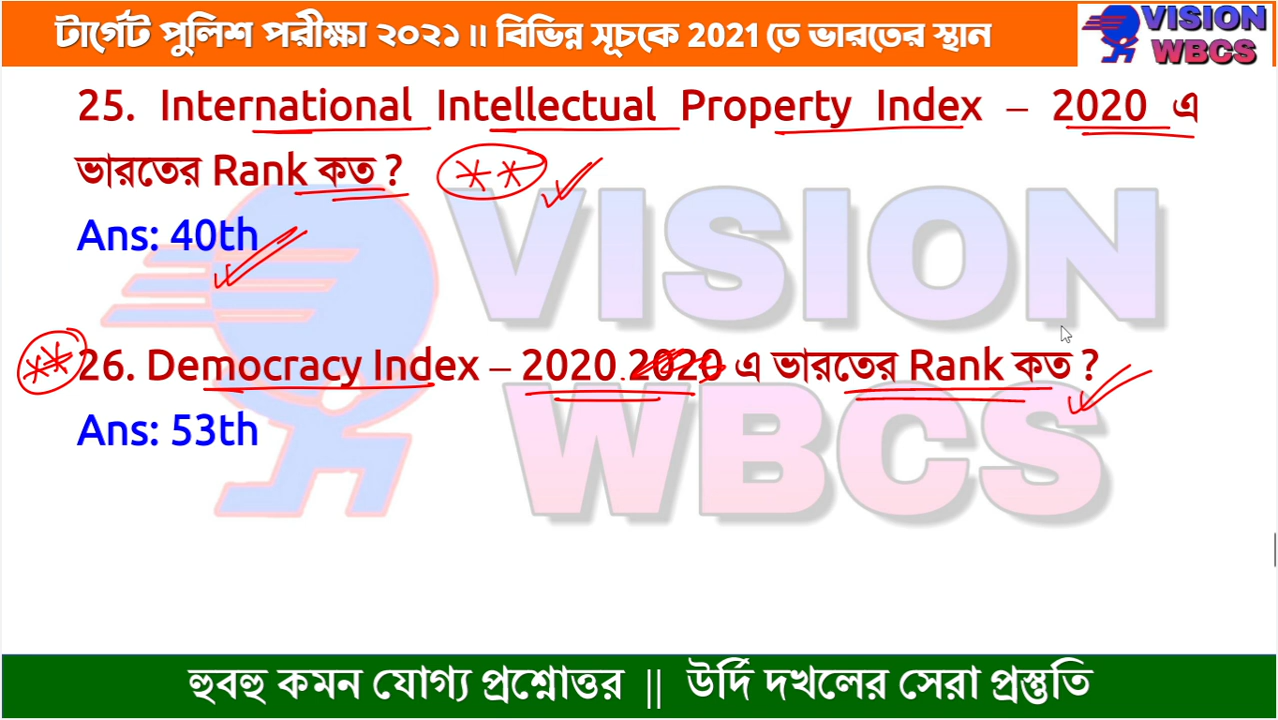 টার্গেট পুলিশ পরীক্ষা ২০২১ ॥ বিভিন্ন সূচকে 2021 তে ভারতের স্থান
VISION
WBCS
25. International Intellectual Property Index – 2020 এ
ভারতের Rank কত ?
Ans: 40th
26. Democracy Index – 2020 2020 এ ভারতের Rank কত ?
Ans: 53th
VISION
WBCS
হুবহু কমন যোগ্য প্রশ্নোত্তর || উর্দি দখলের সেরা প্রস্তুতি